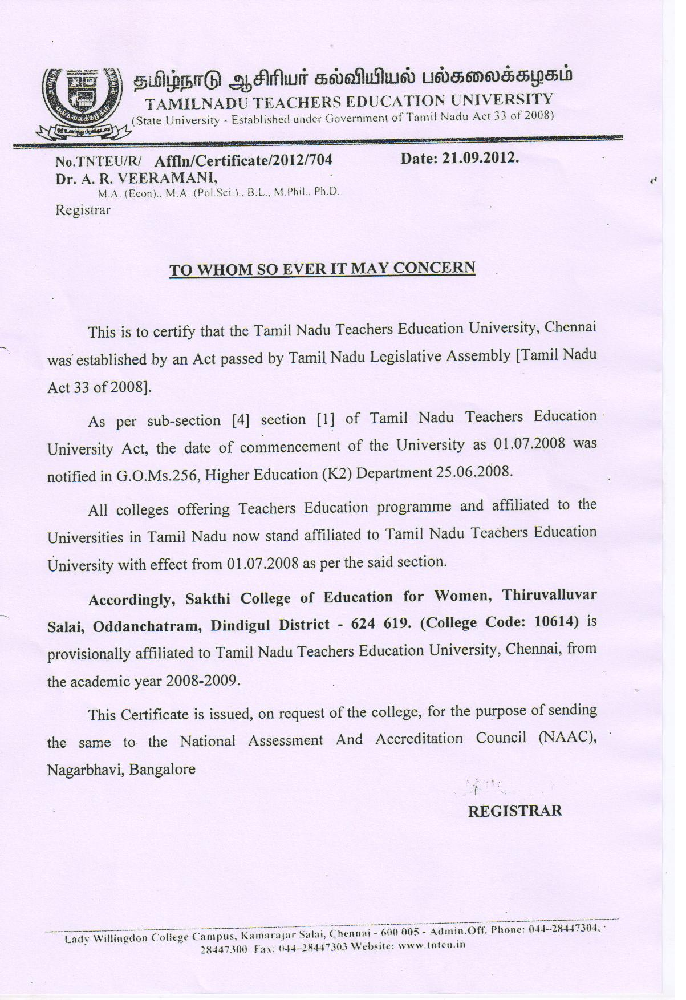 தமிழ்நாடு ஆசிரியர் கல்வியியல் பல்கலைக்கழகம்
TAMILNADU TEACHERS EDUCATION UNIVERSITY
(State University - Established under Government of Tamil Nadu Act 33 of 2008)
No.TNTEU/R/ Affln/Certificate/2012/704 Date: 21.09.2012.
Dr. A. R. VEERAMANI,
M.A. (Econ)., M.A. (Pol.Sci.)., B.L., M.Phil., Ph.D.
Registrar
TO WHOM SO EVER IT MAY CONCERN
This is to certify that the Tamil Nadu Teachers Education University, Chennai
was established by an Act passed by Tamil Nadu Legislative Assembly [Tamil Nadu
Act 33 of 2008].
As per sub-section [4] section [1] of Tamil Nadu Teachers Education
University Act, the date of commencement of the University as 01.07.2008 was
notified in G.O.Ms.256, Higher Education (K2) Department 25.06.2008.
All colleges offering Teachers Education programme and affiliated to the
Universities in Tamil Nadu now stand affiliated to Tamil Nadu Teachers Education
University with effect from 01.07.2008 as per the said section.
Accordingly, Sakthi College of Education for Women, Thiruvalluvar
Salai, Oddanchatram, Dindigul District - 624 619. (College Code: 10614) is
provisionally affiliated to Tamil Nadu Teachers Education University, Chennai, from
the academic year 2008-2009.
This Certificate is issued, on request of the college, for the purpose of sending
the same to the National Assessment And Accreditation Council (NAAC),
Nagarbhavi, Bangalore
REGISTRAR
Lady Willingdon College Campus, Kamarajar Salai, Chennai - 600 005 - Admin.Off. Phone: 044-28447304,
28447300 Fax: 044-28447303 Website: www.tnteu.in